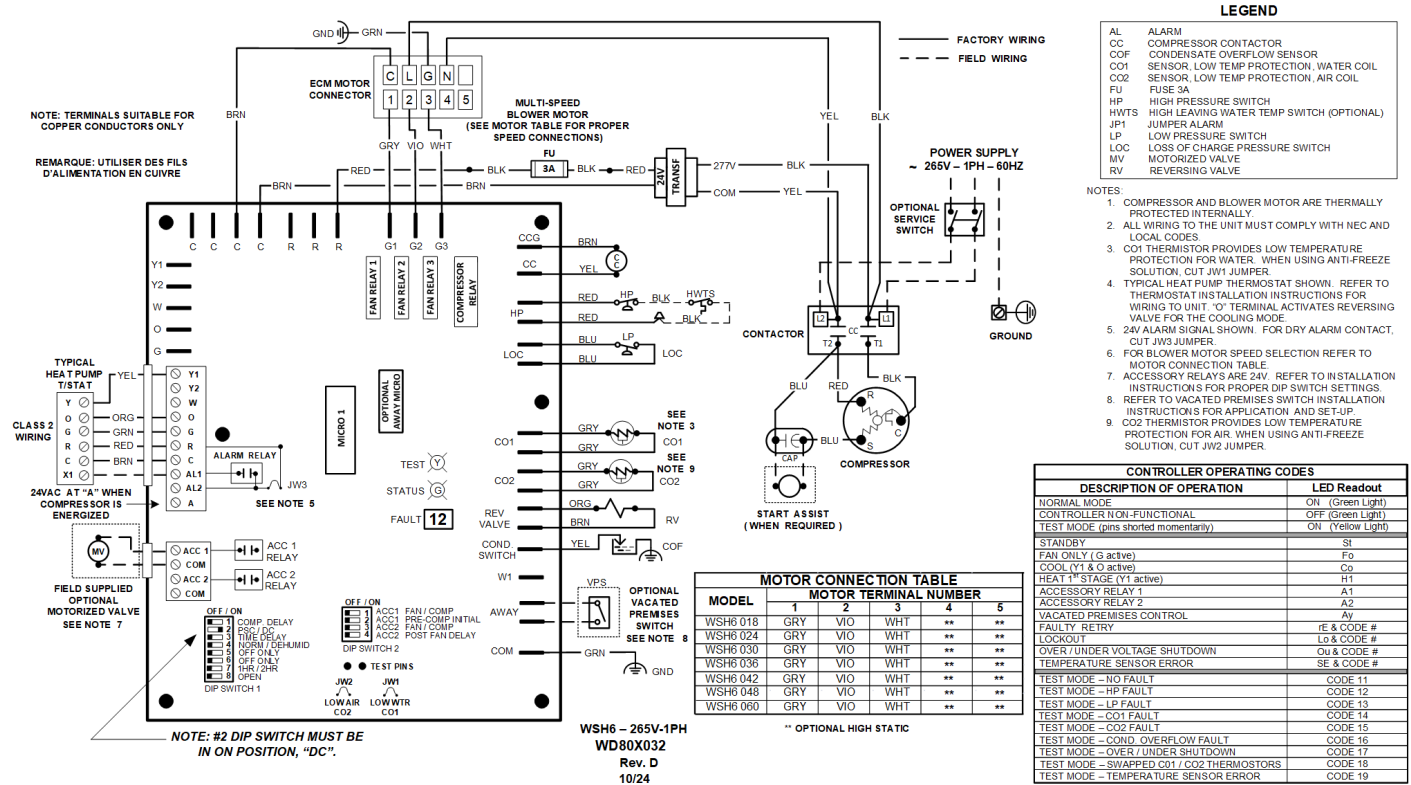 GND
GRN
ECM MOTOR
CONNECTOR
C L G N
1 2 3 4 5
GRY VIO WHT
BRN
NOTE: TERMINALS SUITABLE FOR
COPPER CONDUCTORS ONLY
REMARQUE: UTILISER DES FILS
D'ALIMENTATION EN CUIVRE
MULTI-SPEED
BLOWER MOTOR
(SEE MOTOR TABLE FOR PROPER
SPEED CONNECTIONS)
FACTORY WIRING
FIELD WIRING
FU
RED
BLK
3A
BLK
RED
BRN
BRN
24V
TRANSF
277V
BLK
COM
YEL
YEL
BLK
POWER SUPPLY
~ 265V – 1PH – 60HZ
OPTIONAL
SERVICE
SWITCH
GROUND
CONTACTOR
L2
L1
CC
T2
T1
BLU
RED
BLK
R
C
S
BLU
CAP
COMPRESSOR
START ASSIST
( WHEN REQUIRED )
C C C C R R R
G1 G2 G3
FAN RELAY 1
FAN RELAY 2
FAN RELAY 3
COMPRESSOR
RELAY
Y1
Y2
W
O
G
CCG
BRN
CC
CC
YEL
RED
HP
BLK
HWTS
HP
RED
BLK
BLU
LP
LOC
BLU
LOC
SEE
NOTE 3
GRY
CO1
CO1
GRY
SEE
NOTE 9
GRY
CO2
CO2
GRY
REV
VALVE
ORG
BRN
RV
COND.
SWITCH
YEL
COF
W1
VPS
AWAY
OPTIONAL
VACATED
PREMISES
SWITCH
SEE NOTE 8
COM
GRN
GND
TYPICAL
HEAT PUMP
T/STAT
YEL
Y
O
G
R
C
X1
CLASS 2
WIRING
ORG
GRN
RED
BRN
Y1
Y2
W
O
G
R
C
AL1
AL2
A
ALARM RELAY
JW3
SEE NOTE 5
24VAC AT “A” WHEN
COMPRESSOR IS
ENERGIZED
MICRO 1
OPTIONAL
AWAY MICRO
TEST Y
STATUS G
FAULT 12
MV
ACC 1
COM
ACC 2
COM
ACC 1
RELAY
ACC 2
RELAY
FIELD SUPPLIED
OPTIONAL
MOTORIZED VALVE
SEE NOTE 7
OFF / ON
1 COMP. DELAY
2 PSC / DC
3 TIME DELAY
4 NORM / DEHUMID
5 OFF ONLY
6 OFF ONLY
7 1HR / 2HR
8 OPEN
DIP SWITCH 1
OFF / ON
1 ACC1 FAN / COMP
2 ACC1 PRE-COMP INITIAL
3 ACC2 FAN / COMP
4 ACC2 POST FAN DELAY
DIP SWITCH 2
TEST PINS
JW2
LOW AIR
CO2
JW1
LOW WTR
CO1
NOTE: #2 DIP SWITCH MUST BE
IN ON POSITION, “DC”.
MOTOR CONNECTION TABLE
MODEL MOTOR TERMINAL NUMBER
1 2 3 4 5
WSH6 018 GRY VIO WHT ** **
WSH6 024 GRY VIO WHT ** **
WSH6 030 GRY VIO WHT ** **
WSH6 036 GRY VIO WHT ** **
WSH6 042 GRY VIO WHT ** **
WSH6 048 GRY VIO WHT ** **
WSH6 060 GRY VIO WHT ** **
** OPTIONAL HIGH STATIC
WSH6 – 265V-1PH
WD80X032
Rev. D
10/24
LEGEND
AL ALARM
CC COMPRESSOR CONTACTOR
COF CONDENSATE OVERFLOW SENSOR
CO1 SENSOR, LOW TEMP PROTECTION, WATER COIL
CO2 SENSOR, LOW TEMP PROTECTION, AIR COIL
FU FUSE 3A
HP HIGH PRESSURE SWITCH
HWTS HIGH LEAVING WATER TEMP SWITCH (OPTIONAL)
JP1 JUMPER ALARM
LP LOW PRESSURE SWITCH
LOC LOSS OF CHARGE PRESSURE SWITCH
MV MOTORIZED VALVE
RV REVERSING VALVE
NOTES:
1. COMPRESSOR AND BLOWER MOTOR ARE THERMALLY
PROTECTED INTERNALLY.
2. ALL WIRING TO THE UNIT MUST COMPLY WITH NEC AND
LOCAL CODES.
3. CO1 THERMISTOR PROVIDES LOW TEMPERATURE
PROTECTION FOR WATER. WHEN USING ANTI-FREEZE
SOLUTION, CUT JW1 JUMPER.
4. TYPICAL HEAT PUMP THERMOSTAT SHOWN. REFER TO
THERMOSTAT INSTALLATION INSTRUCTIONS FOR
WIRING TO UNIT. “O” TERMINAL ACTIVATES REVERSING
VALVE FOR THE COOLING MODE.
5. 24V ALARM SIGNAL SHOWN. FOR DRY ALARM CONTACT,
CUT JW3 JUMPER.
6. FOR BLOWER MOTOR SPEED SELECTION REFER TO
MOTOR CONNECTION TABLE.
7. ACCESSORY RELAYS ARE 24V. REFER TO INSTALLATION
INSTRUCTIONS FOR PROPER DIP SWITCH SETTINGS.
8. REFER TO VACATED PREMISES SWITCH INSTALLATION
INSTRUCTIONS FOR APPLICATION AND SET-UP.
9. CO2 THERMISTOR PROVIDES LOW TEMPERATURE
PROTECTION FOR AIR. WHEN USING ANTI-FREEZE
SOLUTION, CUT JW2 JUMPER.
CONTROLLER OPERATING CODES
DESCRIPTION OF OPERATION LED Readout
NORMAL MODE ON (Green Light)
CONTROLLER NON-FUNCTIONAL OFF (Green Light)
TEST MODE (pins shorted momentarily) ON (Yellow Light)
STANDBY St
FAN ONLY ( G active) Fo
COOL (Y1 & O active) Co
HEAT 1ST STAGE (Y1 active) H1
ACCESSORY RELAY 1 A1
ACCESSORY RELAY 2 A2
VACATED PREMISES CONTROL Ay
FAULTY RETRY rE & CODE #
LOCKOUT Lo & CODE #
OVER / UNDER VOLTAGE SHUTDOWN Ou & CODE #
TEMPERATURE SENSOR ERROR SE & CODE #
TEST MODE – NO FAULT CODE 11
TEST MODE – HP FAULT CODE 12
TEST MODE – LP FAULT CODE 13
TEST MODE – CO1 FAULT CODE 14
TEST MODE – CO2 FAULT CODE 15
TEST MODE – COND. OVERFLOW FAULT CODE 16
TEST MODE – OVER / UNDER SHUTDOWN CODE 17
TEST MODE – SWAPPED C01 / CO2 THERMOSTORS CODE 18
TEST MODE – TEMPERATURE SENSOR ERROR CODE 19